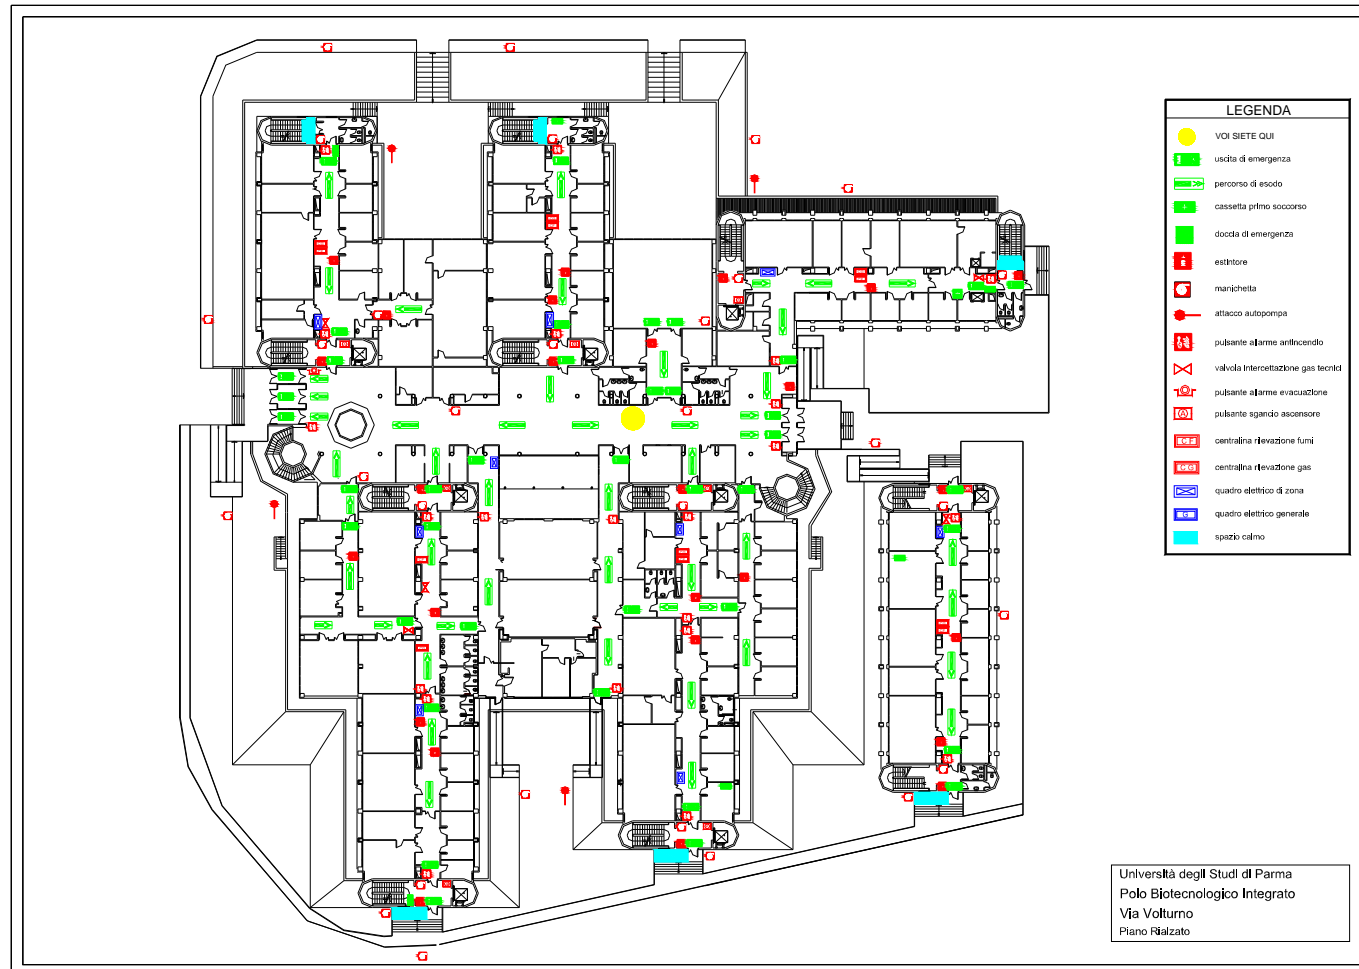 LEGENDA
VOI SIETE QUI
uscita di emergenza
percorso di esodo
cassetta primo soccorso
doccia di emergenza
estintore
manichetta
attacco autopompa
pulsante allarme antincendio
valvola intercettazione gas tecnici
pulsante allarme evacuazione
pulsante sgancio ascensore
centralina rilevazione fumi
centralina rilevazione gas
quadro elettrico di zona
quadro elettrico generale
spazio calmo
Università degli Studi di Parma
Polo Biotecnologico Integrato
Via Volturno
Piano Rialzato